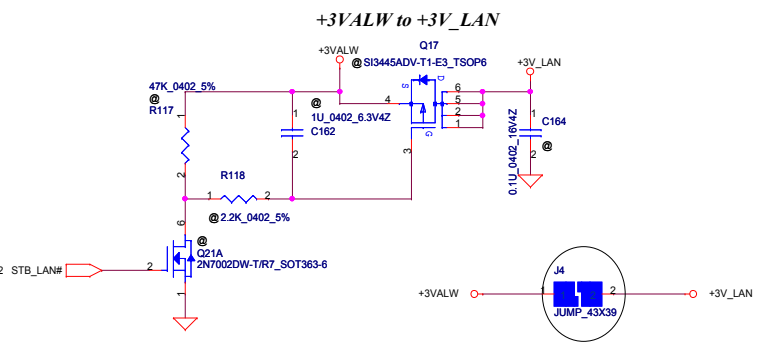 +3VALW to +3V_LAN
Q17
+3VALW
@ SI3445ADV-T1-E3_TSOP6
+3V_LAN
47K_0402_5%
@
R117
1
2
@
1U_0402_6.3V4Z
C162
1
2
S
D
G
4
3
6
5
2
1
C164
1
2
@
0.1U_0402_16V4Z
R118
1
2
@ 2.2K_0402_5%
6
@
Q21A
2N7002DW-T/R7_SOT363-6
2
1
2 STB_LAN#
J4
+3VALW
1
1
2
2
+3V_LAN
JUMP_43X39